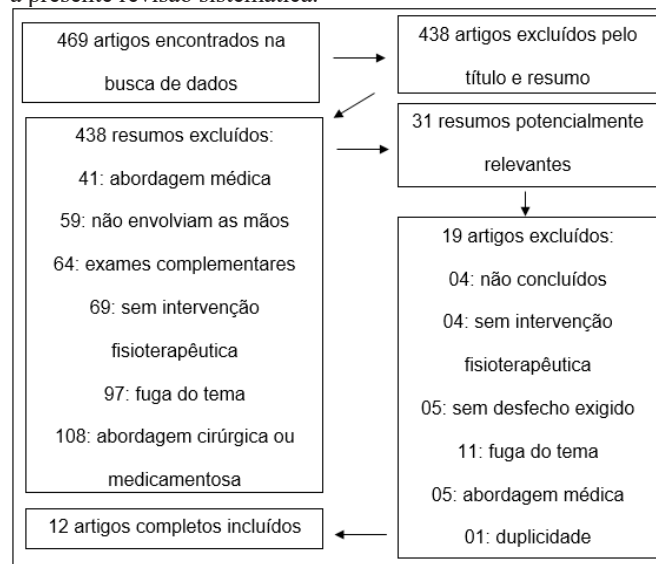 a presente revisão sistemática.
469 artigos encontrados na
busca de dados
438 artigos excluídos pelo
título e resumo
438 resumos excluídos:
41: abordagem médica
59: não envolviam as mãos
64: exames complementares
69: sem intervenção
fisioterapêutica
97: fuga do tema
108: abordagem cirúrgica ou
medicamentosa
31 resumos potencialmente
relevantes
19 artigos excluídos:
04: não concluídos
04: sem intervenção
fisioterapêutica
05: sem desfecho exigido
11: fuga do tema
05: abordagem médica
01: duplicidade
12 artigos completos incluídos